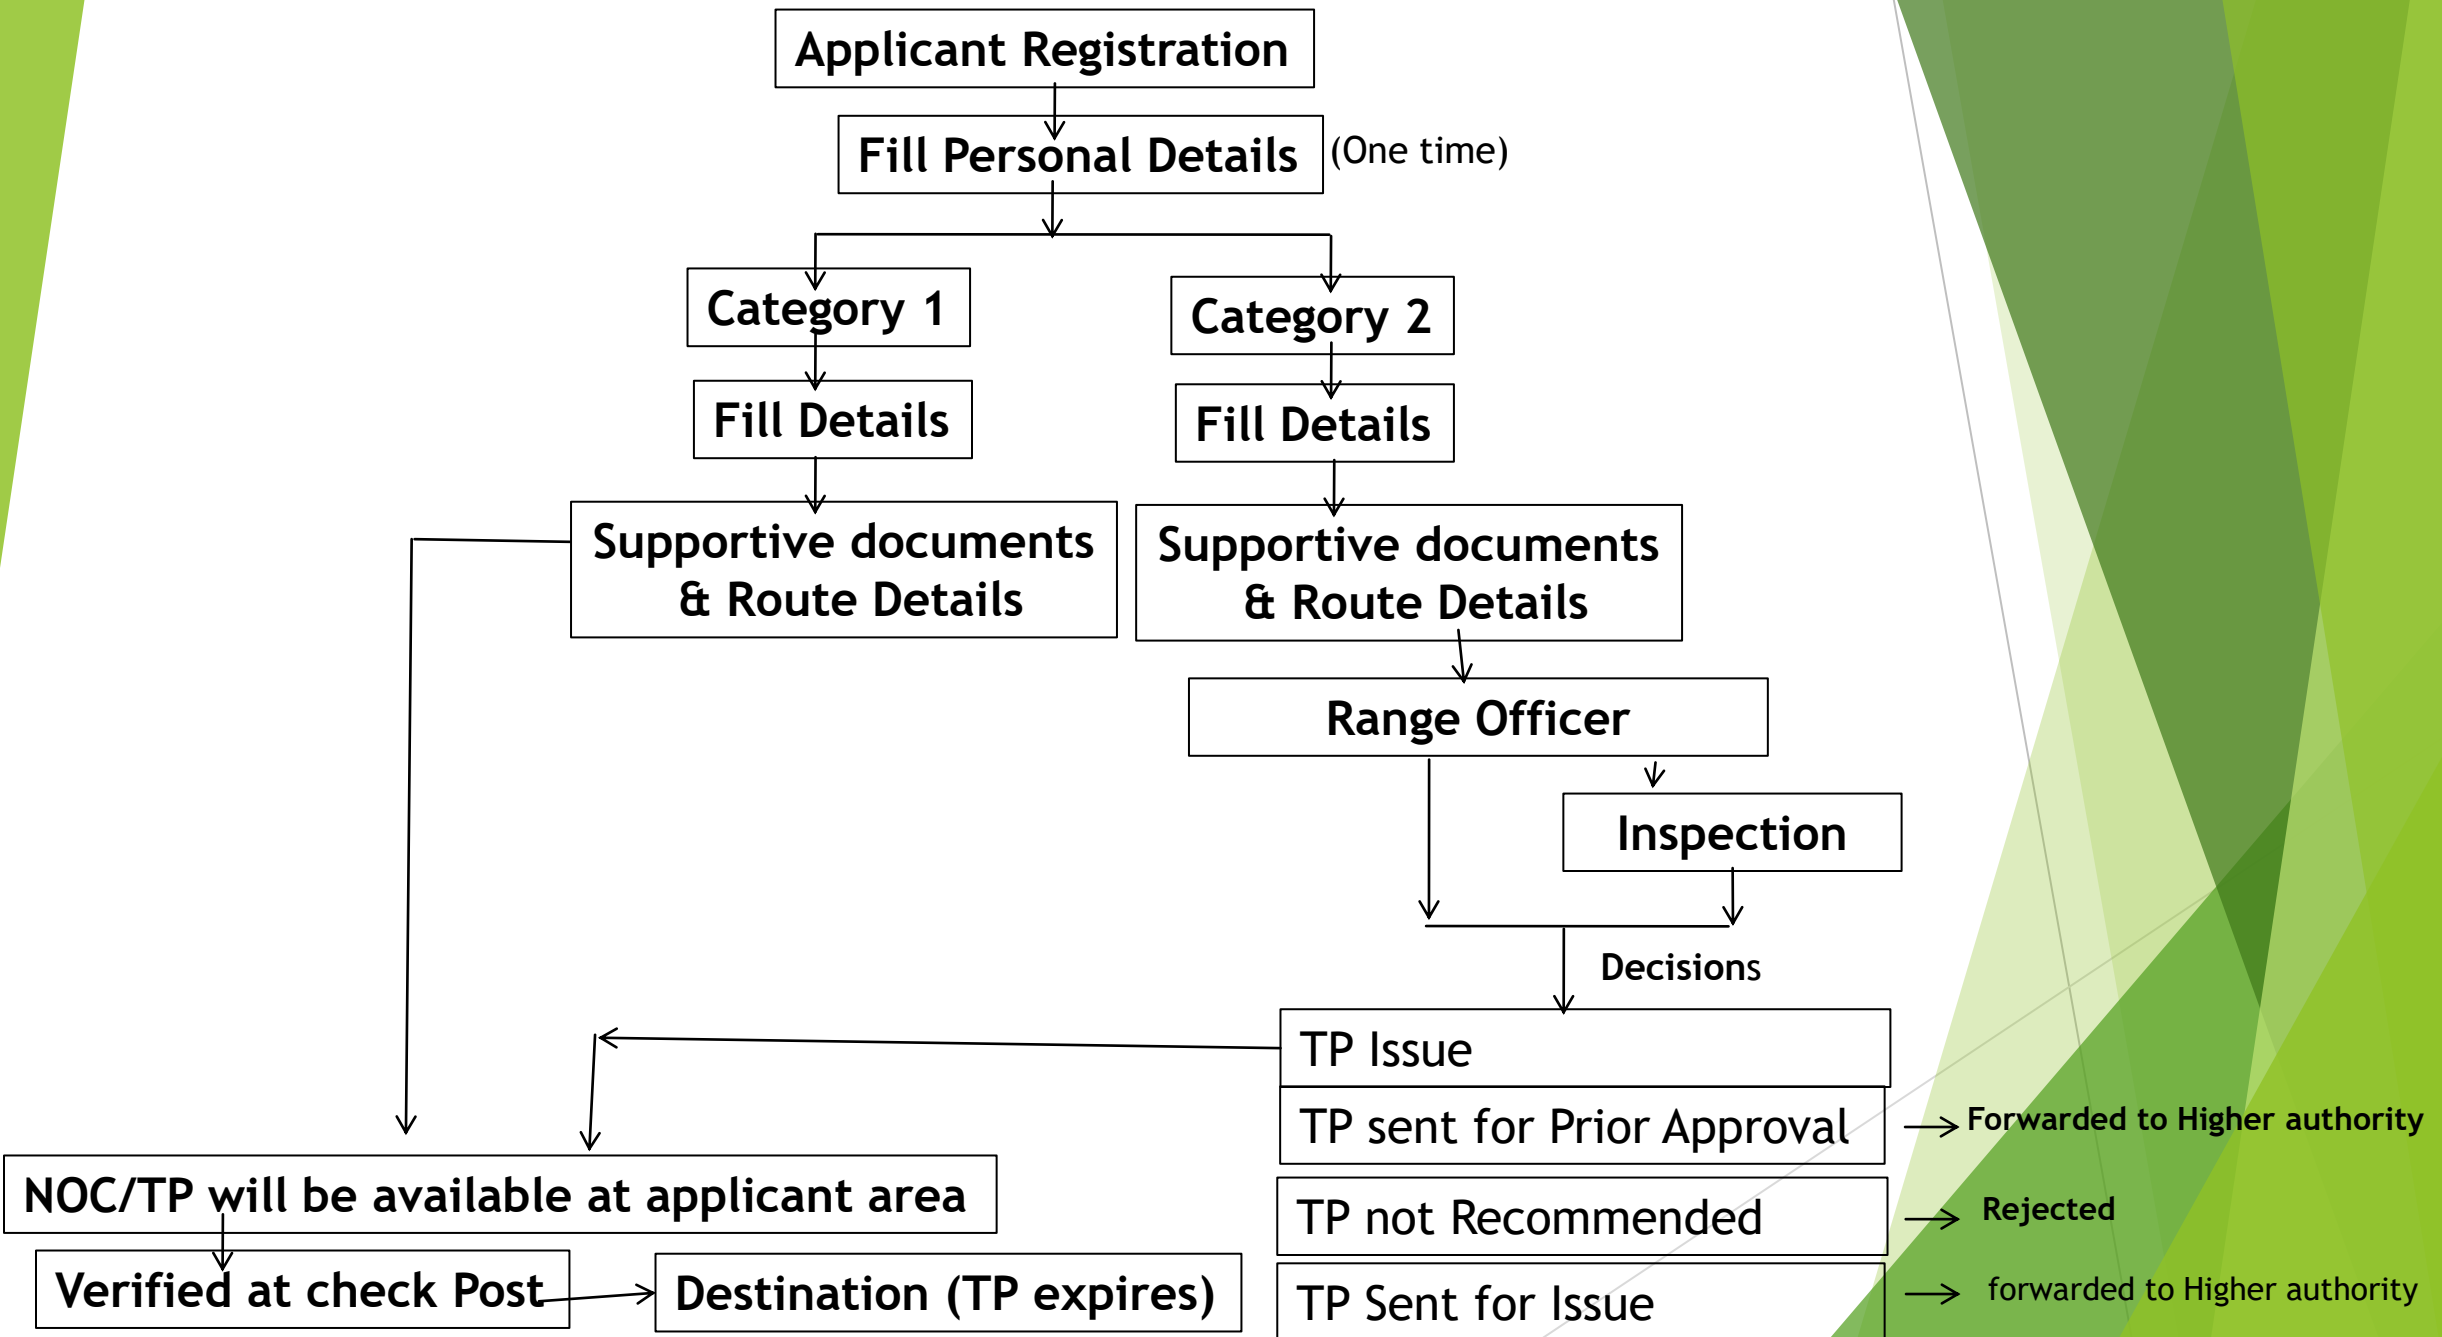 Applicant Registration
Fill Personal Details (One time)
Category 1
Category 2
Fill Details
Fill Details
Supportive documents
& Route Details
Supportive documents
& Route Details
Range Officer
Inspection
Decisions
TP Issue
TP sent for Prior Approval
Forwarded to Higher authority
NOC/TP will be available at applicant area
TP not Recommended
Rejected
Verified at check Post
Destination (TP expires)
TP Sent for Issue
forwarded to Higher authority